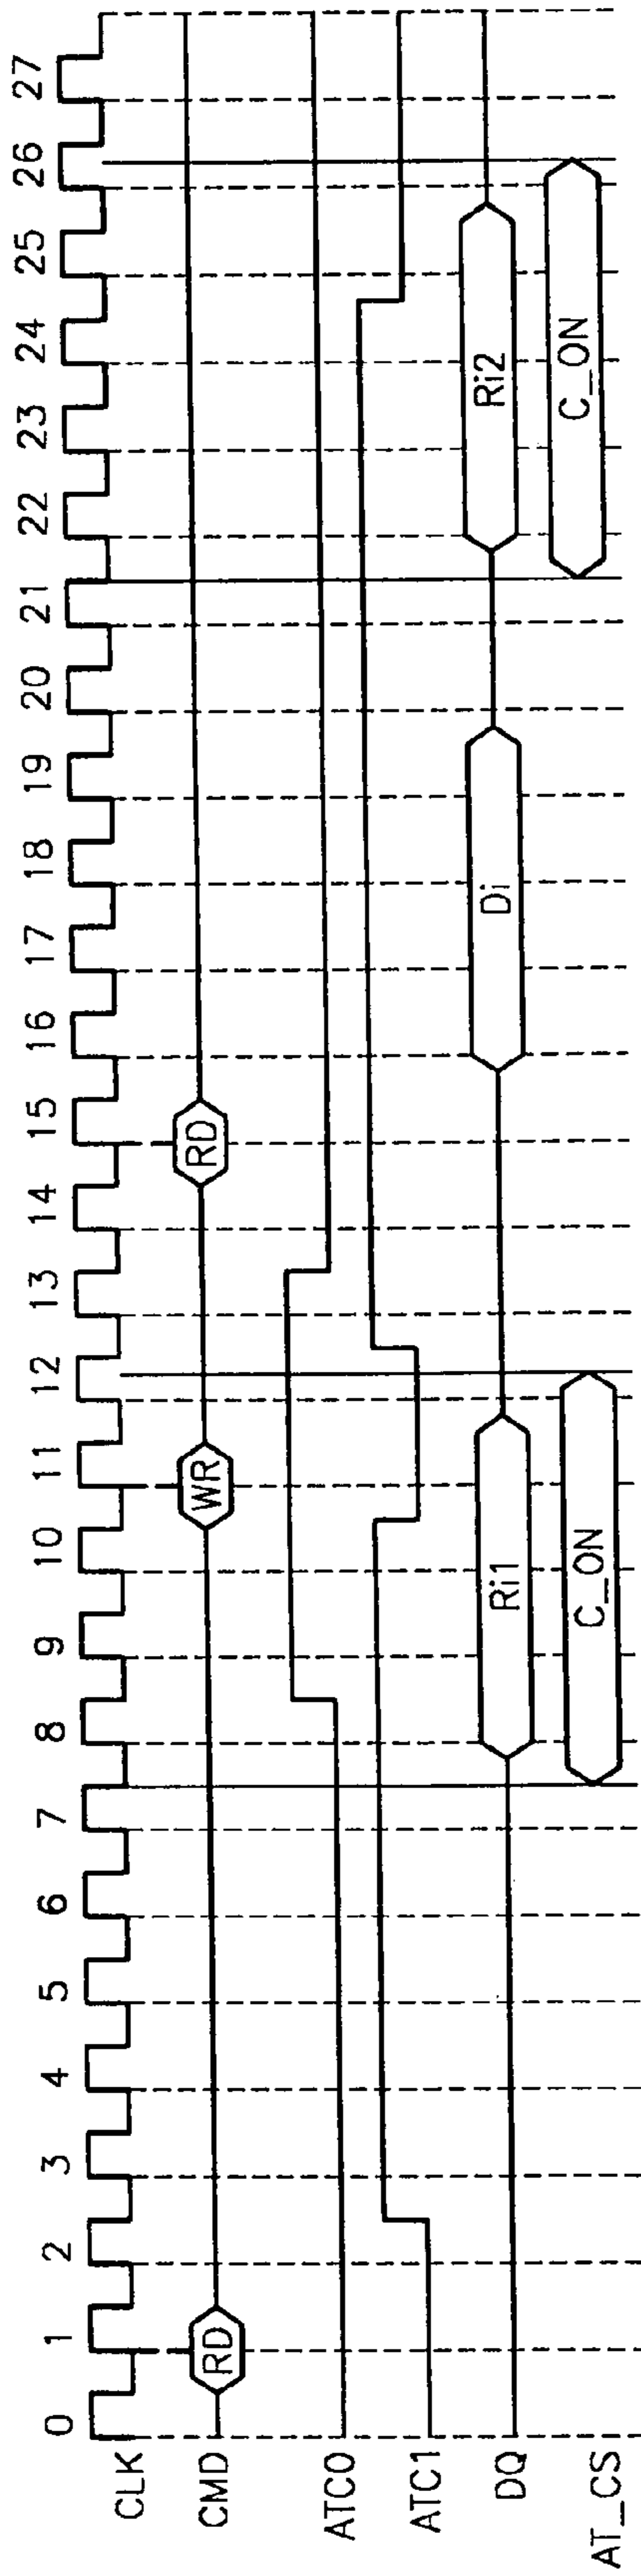 0 1 2 3 4 5 6 7 8 9 10 11 12 13 14 15 16 17 18 19 20 21 22 23 24 25 26 27
CLK
CMD RD WR RD
ATC0
ATC1
DQ Ri1 Di Ri2
AT_CS C_ON C_ON